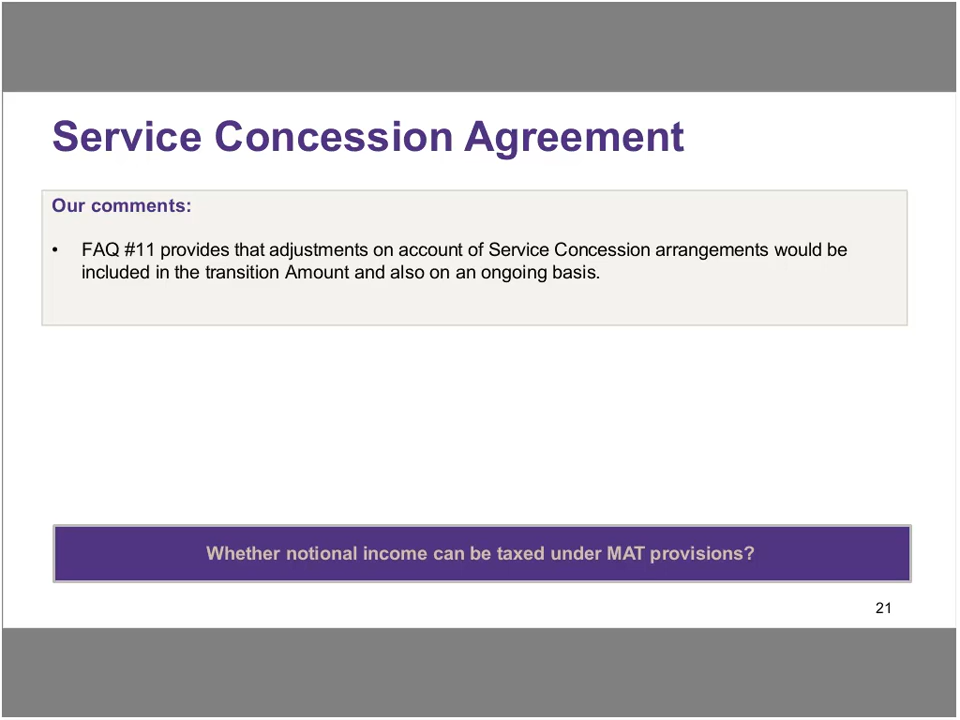 Service Concession Agreement
Our comments:
• FAQ #11 provides that adjustments on account of Service Concession arrangements would be
included in the transition Amount and also on an ongoing basis.
Whether notional income can be taxed under MAT provisions?
21